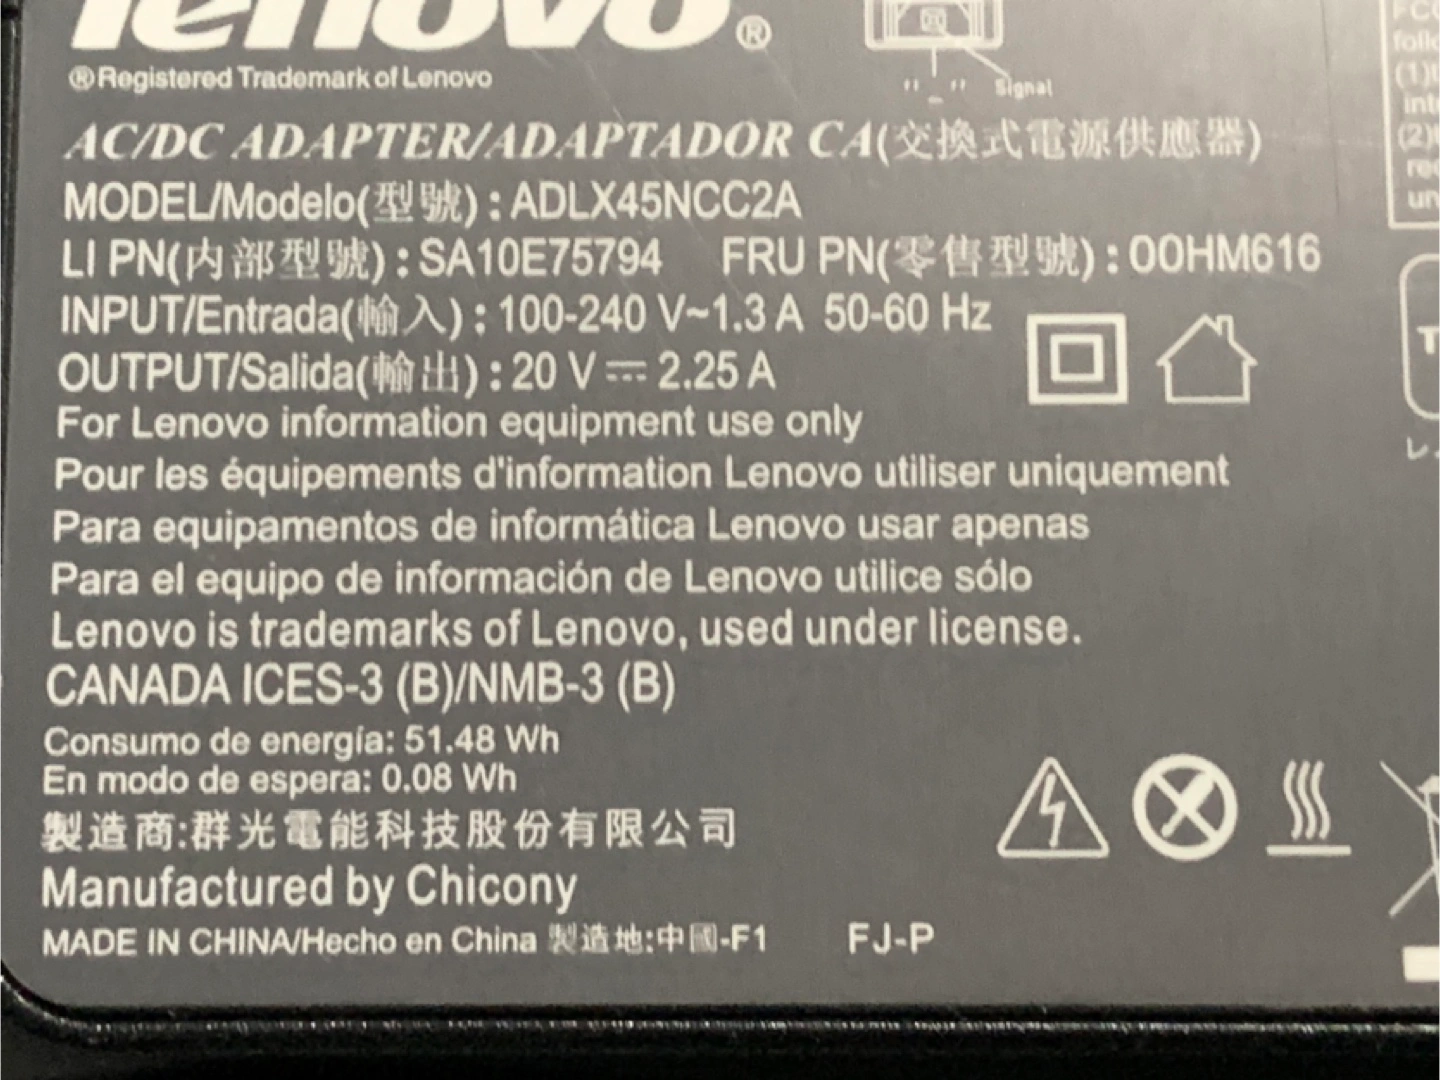 lenovo®
®Registered Trademark of Lenovo
Signal
AC/DC ADAPTER/ADAPTADOR CA(交換式電源供應器)
MODEL/Modelo(型號) : ADLX45NCC2A
LI PN(内部型號) : SA10E75794 FRU PN(零售型號) : 00HM616
INPUT/Entrada(輸入) : 100-240 V~1.3 A 50-60 Hz
OUTPUT/Salida(輸出) : 20 V ⎓ 2.25 A
For Lenovo information equipment use only
Pour les équipements d'information Lenovo utiliser uniquement
Para equipamentos de informática Lenovo usar apenas
Para el equipo de información de Lenovo utilice sólo
Lenovo is trademarks of Lenovo, used under license.
CANADA ICES-3 (B)/NMB-3 (B)
Consumo de energía: 51.48 Wh
En modo de espera: 0.08 Wh
製造商:群光電能科技股份有限公司
Manufactured by Chicony
MADE IN CHINA/Hecho en China 製造地:中國-F1 FJ-P